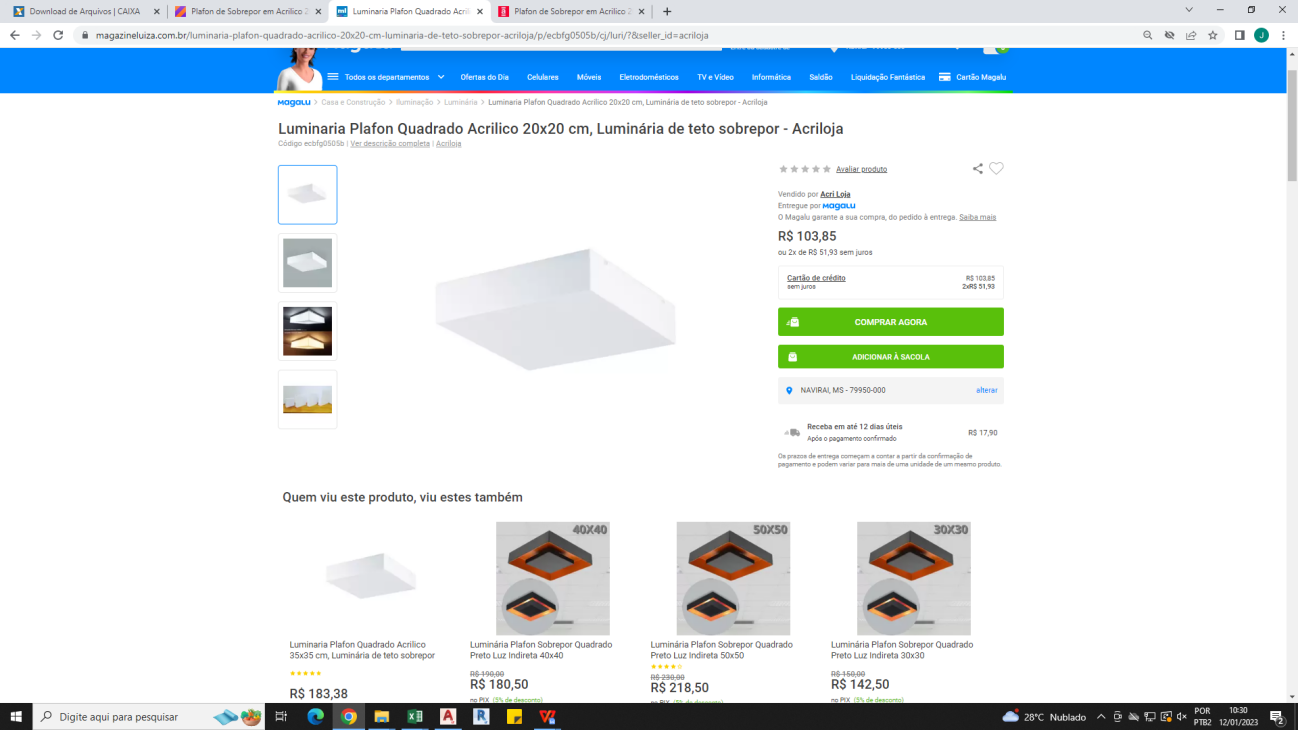 Download de Arquivos | CAIXA
Plafon de Sobrepor em Acrílico 2
Luminaria Plafon Quadrado Acril
Plafon de Sobrepor em Acrílico 2
magazineluiza.com.br/luminaria-plafon-quadrado-acrilico-20x20-cm-luminaria-de-teto-sobrepor-acriloja/p/ecbfg0505b/cj/luri/?&seller_id=acriloja
J
Todos os departamentos
Ofertas do Dia
Celulares
Móveis
Eletrodomésticos
TV e Vídeo
Informática
Saldão
Liquidação Fantástica
Cartão Magalu
Magalu > Casa e Construção > Iluminação > Luminária > Luminaria Plafon Quadrado Acrilico 20x20 cm, Luminária de teto sobrepor - Acriloja
Luminaria Plafon Quadrado Acrilico 20x20 cm, Luminária de teto sobrepor - Acriloja
Código ecbfg0505b | Ver descrição completa | Acriloja
Avaliar produto
Vendido por Acri Loja
Entregue por Magalu
O Magalu garante a sua compra, do pedido à entrega. Saiba mais
R$ 103,85
ou 2x de R$ 51,93 sem juros
Cartão de crédito R$ 103,85
sem juros 2xR$ 51,93
COMPRAR AGORA
ADICIONAR À SACOLA
NAVIRAI, MS - 79950-000 alterar
Receba em até 12 dias úteis R$ 17,90
Após o pagamento confirmado
Os prazos de entrega começam a contar a partir da confirmação de
pagamento e podem variar para mais de uma unidade de um mesmo produto.
Quem viu este produto, viu estes também
Luminaria Plafon Quadrado Acrilico
35x35 cm, Luminária de teto sobrepor
R$ 183,38
40X40
Luminária Plafon Sobrepor Quadrado
Preto Luz Indireta 40x40
R$ 190,00
R$ 180,50
no PIX (5% de desconto)
50X50
Luminária Plafon Sobrepor Quadrado
Preto Luz Indireta 50x50
R$ 230,00
R$ 218,50
no PIX (5% de desconto)
30X30
Luminária Plafon Sobrepor Quadrado
Preto Luz Indireta 30x30
R$ 150,00
R$ 142,50
no PIX (5% de desconto)
Digite aqui para pesquisar
28°C Nublado
POR
PTB2
10:30
12/01/2023
2